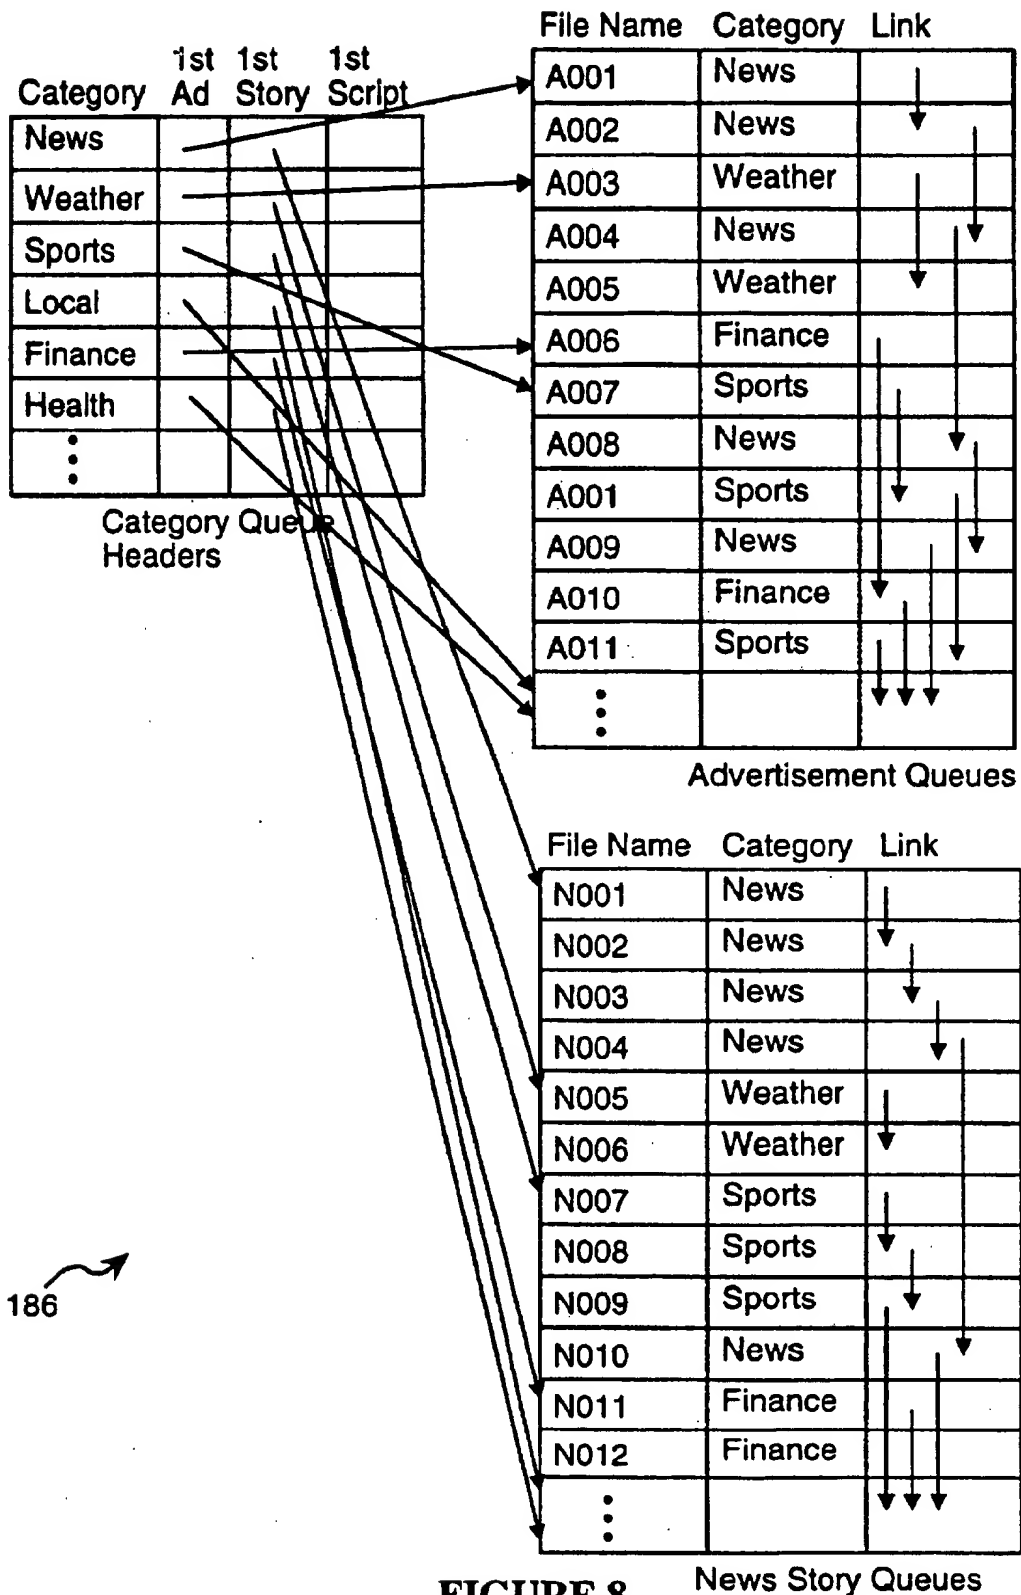 1st 1st 1st
Category Ad Story Script
News
Weather
Sports
Local
Finance
Health
Category Queue
Headers
File Name Category Link
A001 News
A002 News
A003 Weather
A004 News
A005 Weather
A006 Finance
A007 Sports
A008 News
A001 Sports
A009 News
A010 Finance
A011 Sports
Advertisement Queues
File Name Category Link
N001 News
N002 News
N003 News
N004 News
N005 Weather
N006 Weather
N007 Sports
N008 Sports
N009 Sports
N010 News
N011 Finance
N012 Finance
News Story Queues
186
FIGURE 8